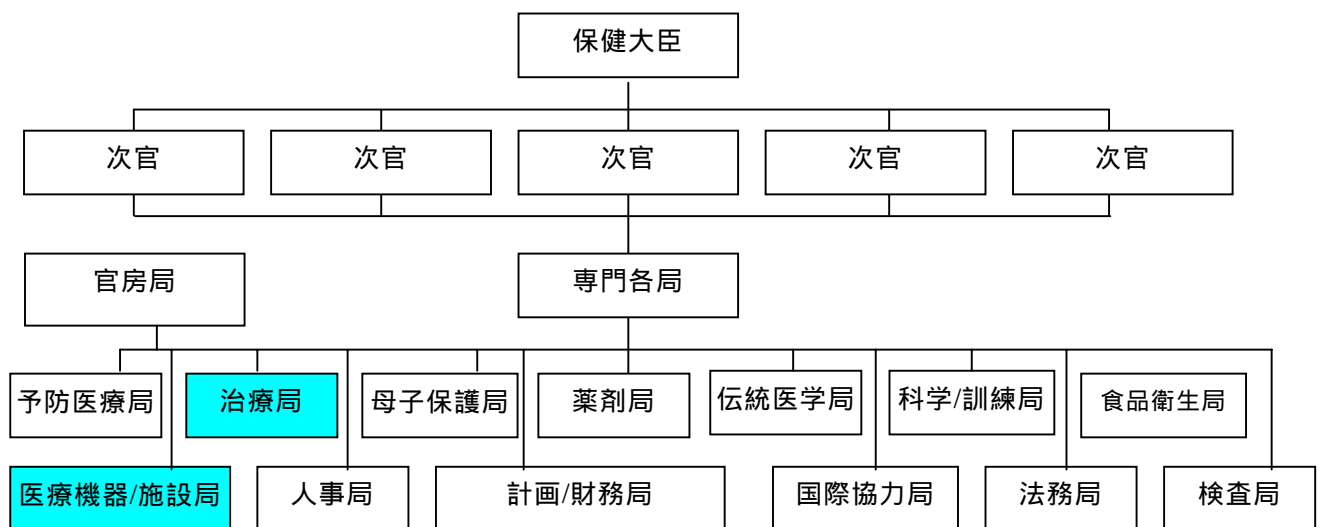 保健大臣
次官 次官 次官 次官 次官
官房局 専門各局
予防医療局 治療局 母子保護局 薬剤局 伝統医学局 科学/訓練局 食品衛生局
医療機器/施設局 人事局 計画/財務局 国際協力局 法務局 検査局